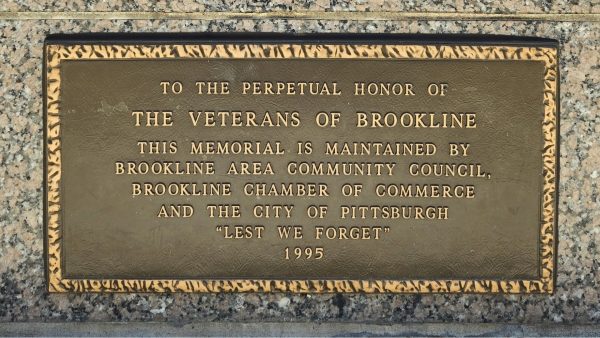 TO THE PERPETUAL HONOR OF
THE VETERANS OF BROOKLINE
THIS MEMORIAL IS MAINTAINED BY
BROOKLINE AREA COMMUNITY COUNCIL,
BROOKLINE CHAMBER OF COMMERCE
AND THE CITY OF PITTSBURGH
“LEST WE FORGET”
1995